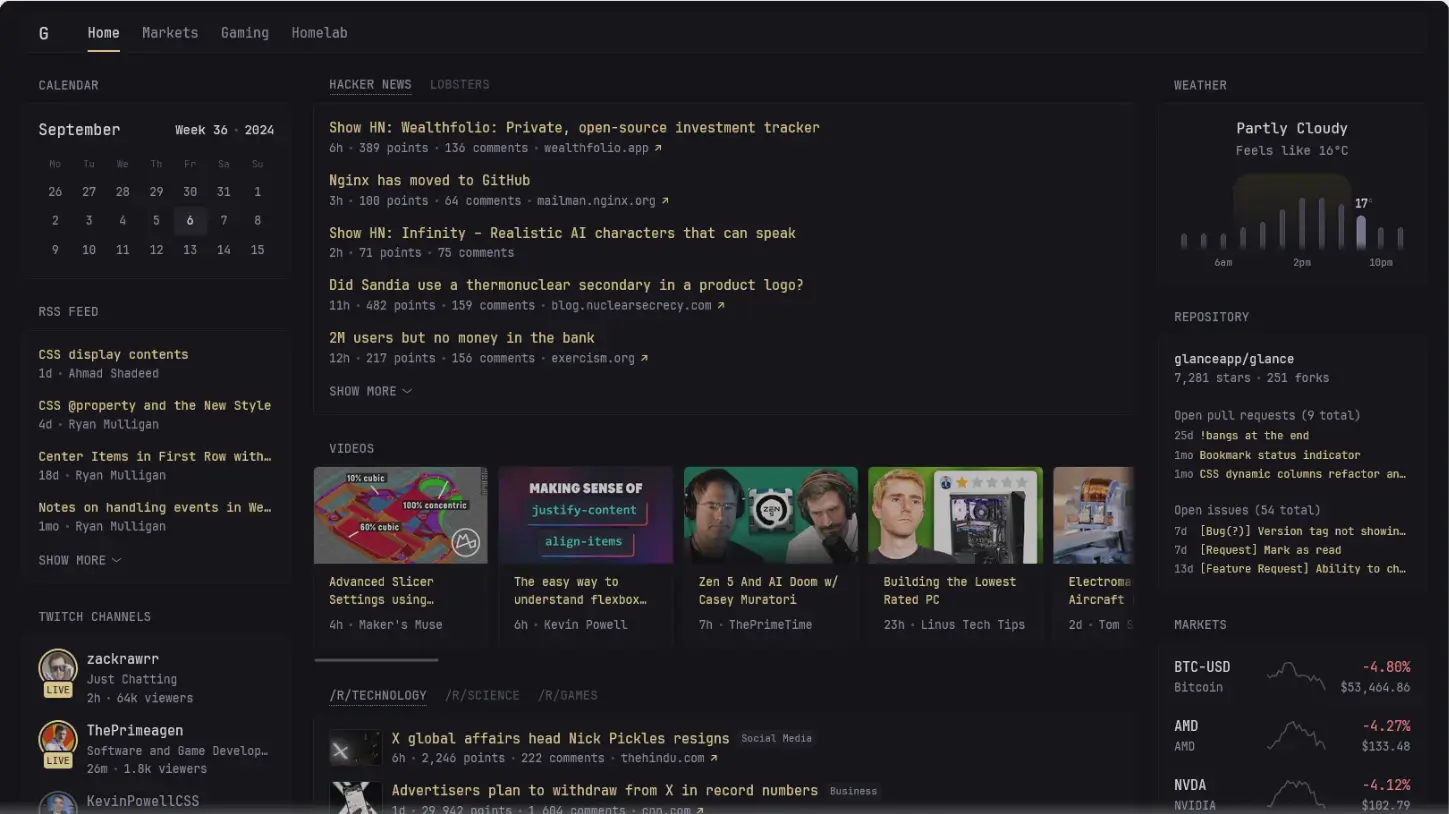 G
Home
Markets
Gaming
Homelab
CALENDAR
September
Week 36 · 2024
Mo Tu We Th Fr Sa Su
26 27 28 29 30 31 1
2 3 4 5 6 7 8
9 10 11 12 13 14 15
RSS FEED
CSS display contents
1d · Ahmad Shadeed
CSS @property and the New Style
4d · Ryan Mulligan
Center Items in First Row with…
18d · Ryan Mulligan
Notes on handling events in We…
1mo · Ryan Mulligan
SHOW MORE
TWITCH CHANNELS
zackrawrr
Just Chatting
LIVE
2h · 64k viewers
ThePrimeagen
Software and Game Develop…
LIVE
26m · 1.8k viewers
KevinPowellCSS
HACKER NEWS
LOBSTERS
Show HN: Wealthfolio: Private, open-source investment tracker
6h · 389 points · 136 comments · wealthfolio.app ↗
Nginx has moved to GitHub
3h · 100 points · 64 comments · mailman.nginx.org ↗
Show HN: Infinity – Realistic AI characters that can speak
2h · 71 points · 75 comments
Did Sandia use a thermonuclear secondary in a product logo?
11h · 482 points · 159 comments · blog.nuclearsecrecy.com ↗
2M users but no money in the bank
12h · 217 points · 156 comments · exercism.org ↗
SHOW MORE
VIDEOS
10% cubic
100% concentric
60% cubic
Advanced Slicer
Settings using…
4h · Maker's Muse
MAKING SENSE OF
justify-content
align-items
The easy way to
understand flexbox…
6h · Kevin Powell
ZEN
Zen 5 And AI Doom w/
Casey Muratori
7h · ThePrimeTime
Building the Lowest
Rated PC
23h · Linus Tech Tips
Electroma
Aircraft
2d · Tom S
/R/TECHNOLOGY
/R/SCIENCE
/R/GAMES
X global affairs head Nick Pickles resigns
Social Media
6h · 2,246 points · 222 comments · thehindu.com ↗
Advertisers plan to withdraw from X in record numbers
Business
1d · 29,942 points · 1,604 comments · cnn.com ↗
WEATHER
Partly Cloudy
Feels like 16°C
17°
6am
2pm
10pm
REPOSITORY
glanceapp/glance
7,281 stars · 251 forks
Open pull requests (9 total)
25d !bangs at the end
1mo Bookmark status indicator
1mo CSS dynamic columns refactor an…
Open issues (54 total)
7d [Bug(?)] Version tag not showin…
7d [Request] Mark as read
13d [Feature Request] Ability to ch…
MARKETS
BTC-USD
-4.80%
Bitcoin
$53,464.86
AMD
-4.27%
AMD
$133.48
NVDA
-4.12%
NVIDIA
$102.79